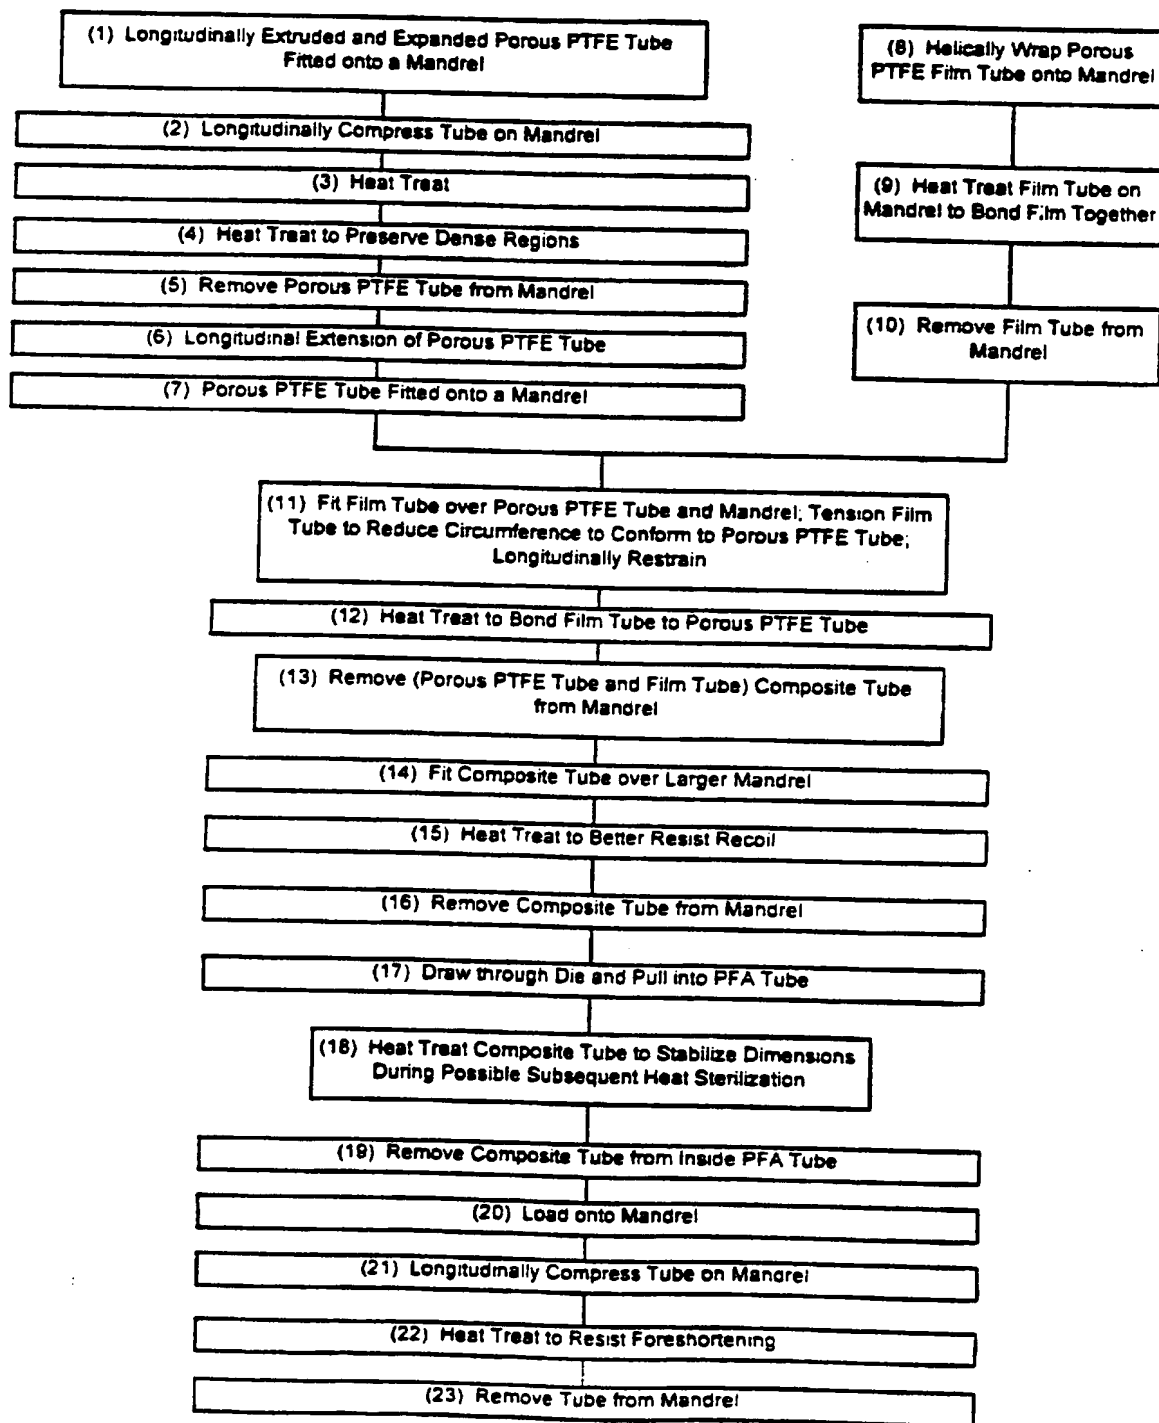 (1) Longitudinally Extruded and Expanded Porous PTFE Tube
Fitted onto a Mandrel
(2) Longitudinally Compress Tube on Mandrel
(3) Heat Treat
(4) Heat Treat to Preserve Dense Regions
(5) Remove Porous PTFE Tube from Mandrel
(6) Longitudinal Extension of Porous PTFE Tube
(7) Porous PTFE Tube Fitted onto a Mandrel
(8) Helically Wrap Porous
PTFE Film Tube onto Mandrel
(9) Heat Treat Film Tube on
Mandrel to Bond Film Together
(10) Remove Film Tube from
Mandrel
(11) Fit Film Tube over Porous PTFE Tube and Mandrel; Tension Film
Tube to Reduce Circumference to Conform to Porous PTFE Tube;
Longitudinally Restrain
(12) Heat Treat to Bond Film Tube to Porous PTFE Tube
(13) Remove (Porous PTFE Tube and Film Tube) Composite Tube
from Mandrel
(14) Fit Composite Tube over Larger Mandrel
(15) Heat Treat to Better Resist Recoil
(16) Remove Composite Tube from Mandrel
(17) Draw through Die and Pull into PFA Tube
(18) Heat Treat Composite Tube to Stabilize Dimensions
During Possible Subsequent Heat Sterilization
(19) Remove Composite Tube from Inside PFA Tube
(20) Load onto Mandrel
(21) Longitudinally Compress Tube on Mandrel
(22) Heat Treat to Resist Foreshortening
(23) Remove Tube from Mandrel